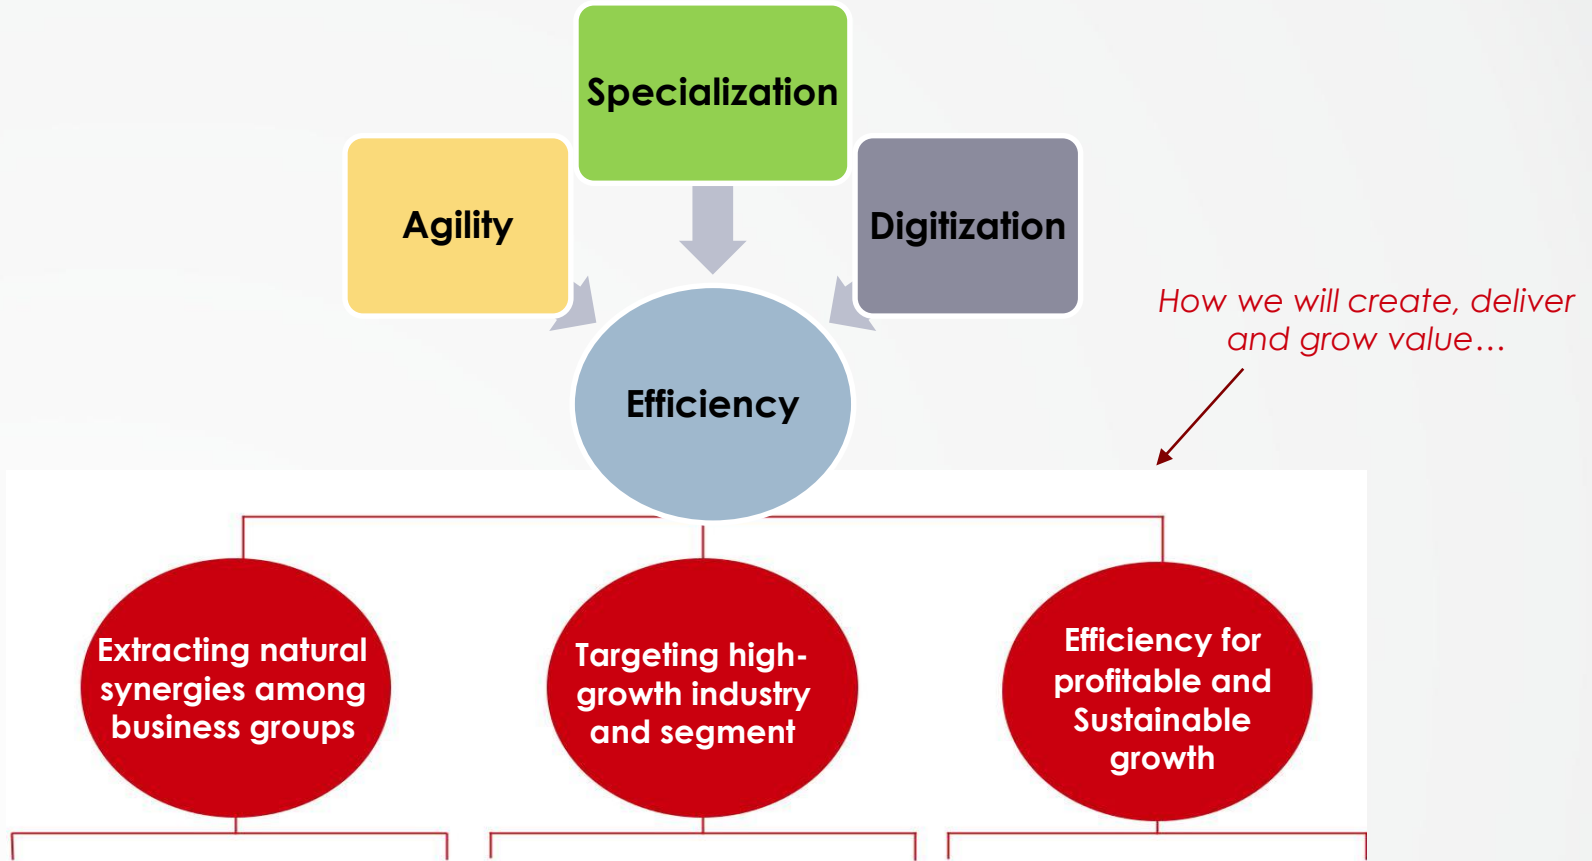 Specialization
Agility
Digitization
How we will create, deliver
and grow value…
Efficiency
Extracting natural
synergies among
business groups
Targeting high-
growth industry
and segment
Efficiency for
profitable and
Sustainable
growth